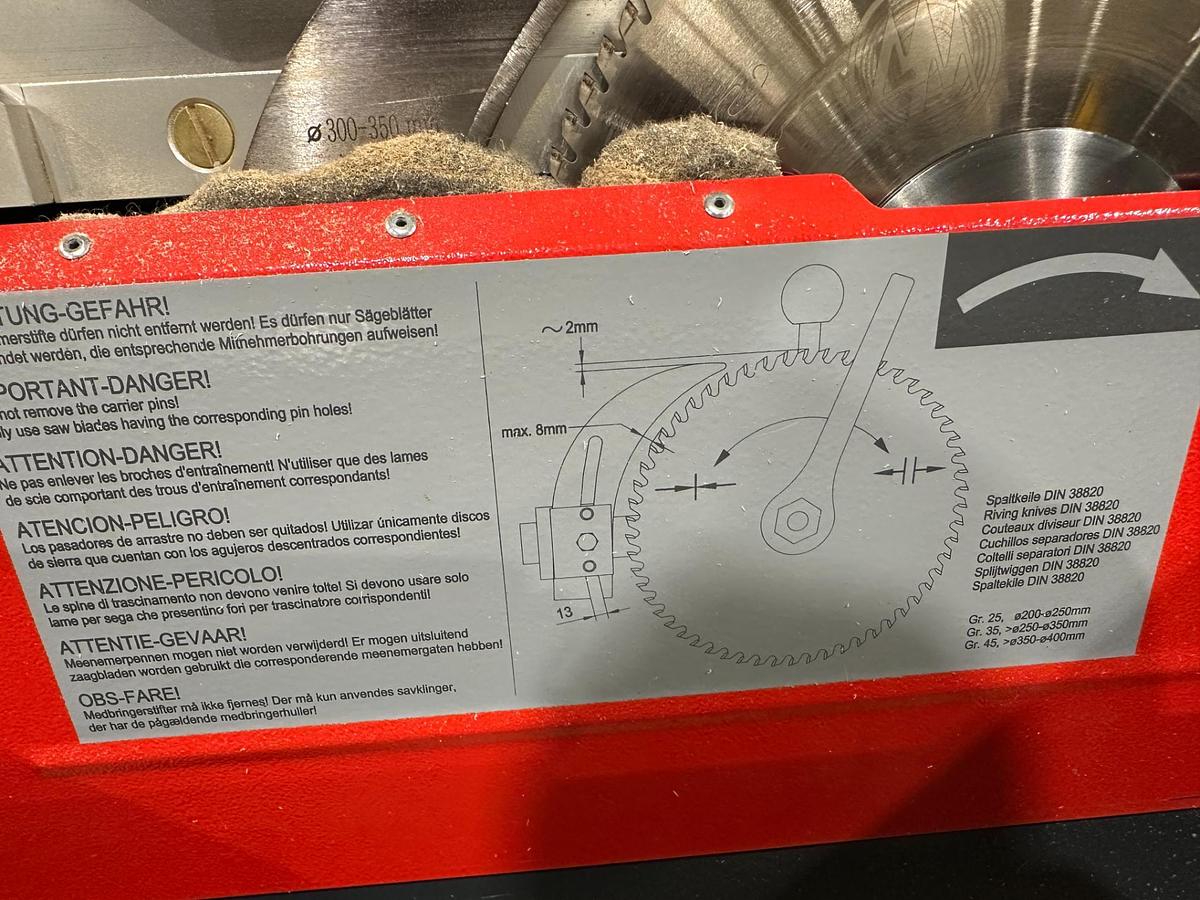 ø 300-350 mm
TUNG-GEFAHR!
merstifte dürfen nicht entfernt werden! Es dürfen nur Sägeblätter
ndet werden, die entsprechende Mitnehmerbohrungen aufweisen!
PORTANT-DANGER!
not remove the carrier pins!
ly use saw blades having the corresponding pin holes!
ATTENTION-DANGER!
Ne pas enlever les broches d'entraînement! N'utiliser que des lames
de scie comportant des trous d'entraînement correspondants!
ATENCION-PELIGRO!
Los pasadores de arrastre no deben ser quitados! Utilizar únicamente discos
de sierra que cuentan con los agujeros descentrados correspondientes!
ATTENZIONE-PERICOLO!
Le spine di trascinamento non devono venire tolte! Si devono usare solo
lame per sega che presentino fori per trascinatore coirispondenti!
ATTENTIE-GEVAAR!
Meenemerpennen mogen niet worden verwijderd! Er mogen uitsluitend
zaagbladen worden gebruikt die corresponderende meenemergaten hebben!
OBS-FARE!
Medbringerstifter må ikke fjernes! Der må kun anvendes savklinger,
der har de pågældende medbringerhuller!
~2mm
max. 8mm
13
Spaltkeile DIN 38820
Riving knives DIN 38820
Couteaux diviseur DIN 38820
Cuchillos separadores DIN 38820
Coltelli separatori DIN 38820
Splijtwiggen DIN 38820
Spaltekile DIN 38820
Gr. 25, ø200-ø250mm
Gr. 35, >ø250-ø350mm
Gr. 45, >ø350-ø400mm